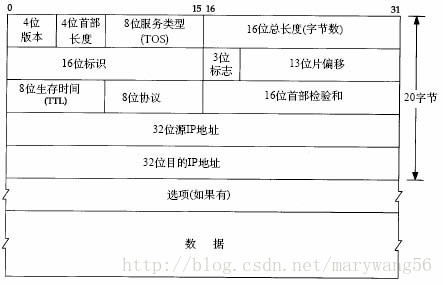 0 15 16 31
4位版本 4位首部长度 8位服务类型(TOS) 16位总长度(字节数)
16位标识 3位标志 13位片偏移
8位生存时间(TTL) 8位协议 16位首部检验和
20字节
32位源IP地址
32位目的IP地址
选项(如果有)
数 据
http://blog.csdn.net/marywang56